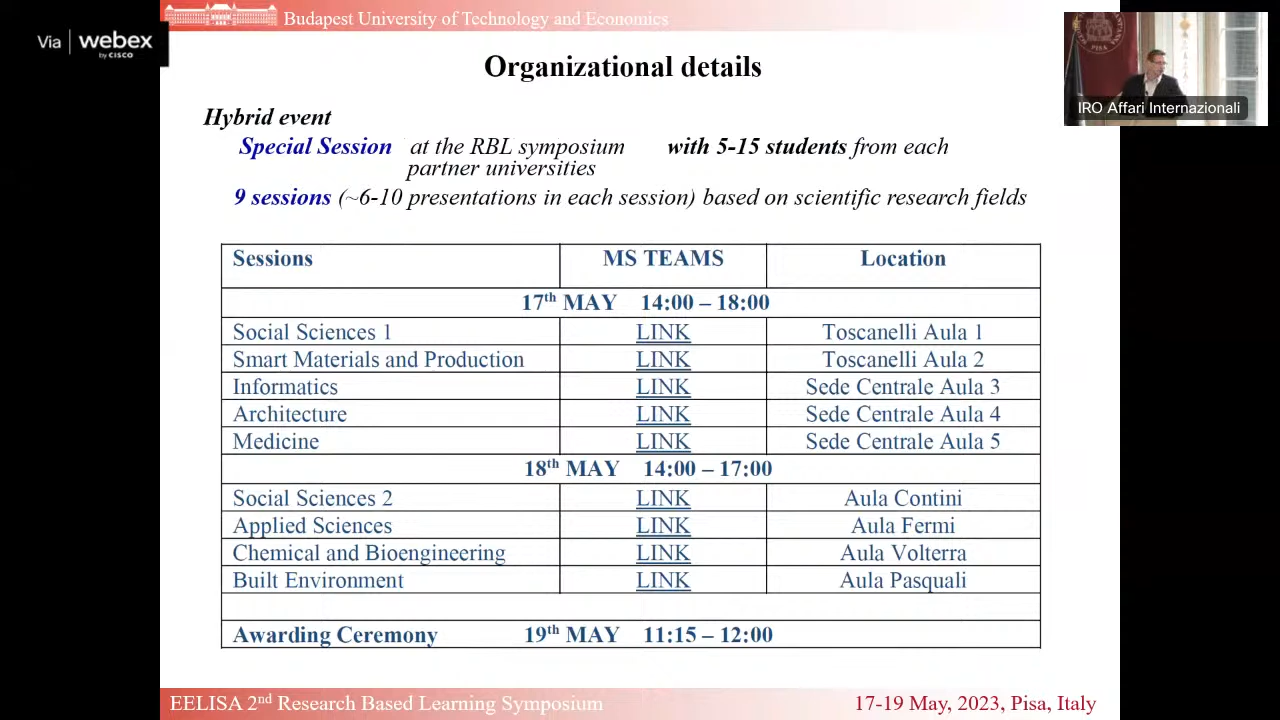 Budapest University of Technology and Economics
Via webex
by CISCO
PISA
IRO Affari Internazionali
Organizational details
Hybrid event
Special Session at the RBL symposium with 5-15 students from each
partner universities
9 sessions (~6-10 presentations in each session) based on scientific research fields
Sessions MS TEAMS Location
17th MAY 14:00 – 18:00
Social Sciences 1 LINK Toscanelli Aula 1
Smart Materials and Production LINK Toscanelli Aula 2
Informatics LINK Sede Centrale Aula 3
Architecture LINK Sede Centrale Aula 4
Medicine LINK Sede Centrale Aula 5
18th MAY 14:00 – 17:00
Social Sciences 2 LINK Aula Contini
Applied Sciences LINK Aula Fermi
Chemical and Bioengineering LINK Aula Volterra
Built Environment LINK Aula Pasquali
Awarding Ceremony 19th MAY 11:15 – 12:00
EELISA 2nd Research Based Learning Symposium 17-19 May, 2023, Pisa, Italy